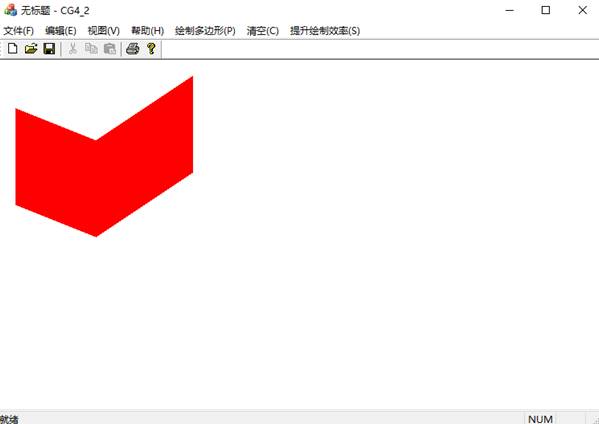 无标题 - CG4_2
文件(F) 编辑(E) 视图(V) 帮助(H) 绘制多边形(P) 清空(C) 提升绘制效率(S)
就绪 NUM